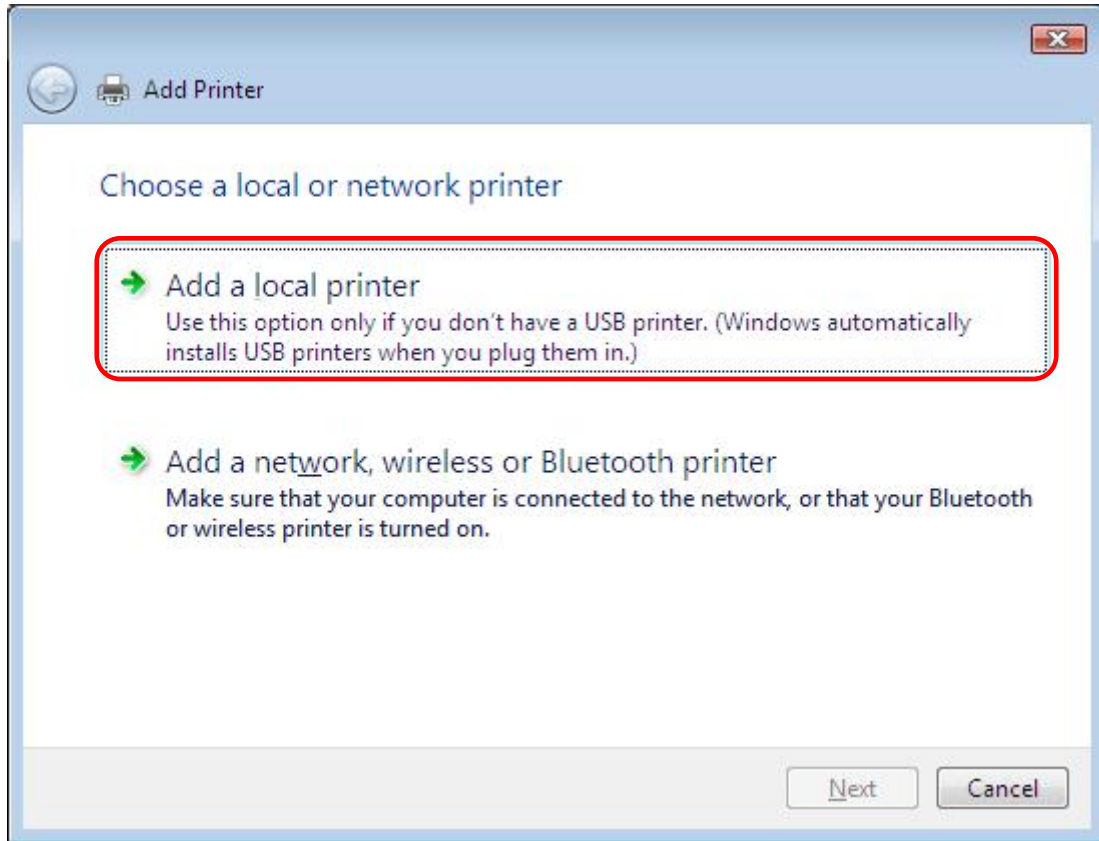 Add Printer
Choose a local or network printer
Add a local printer
Use this option only if you don't have a USB printer. (Windows automatically
installs USB printers when you plug them in.)
Add a network, wireless or Bluetooth printer
Make sure that your computer is connected to the network, or that your Bluetooth
or wireless printer is turned on.
Next
Cancel